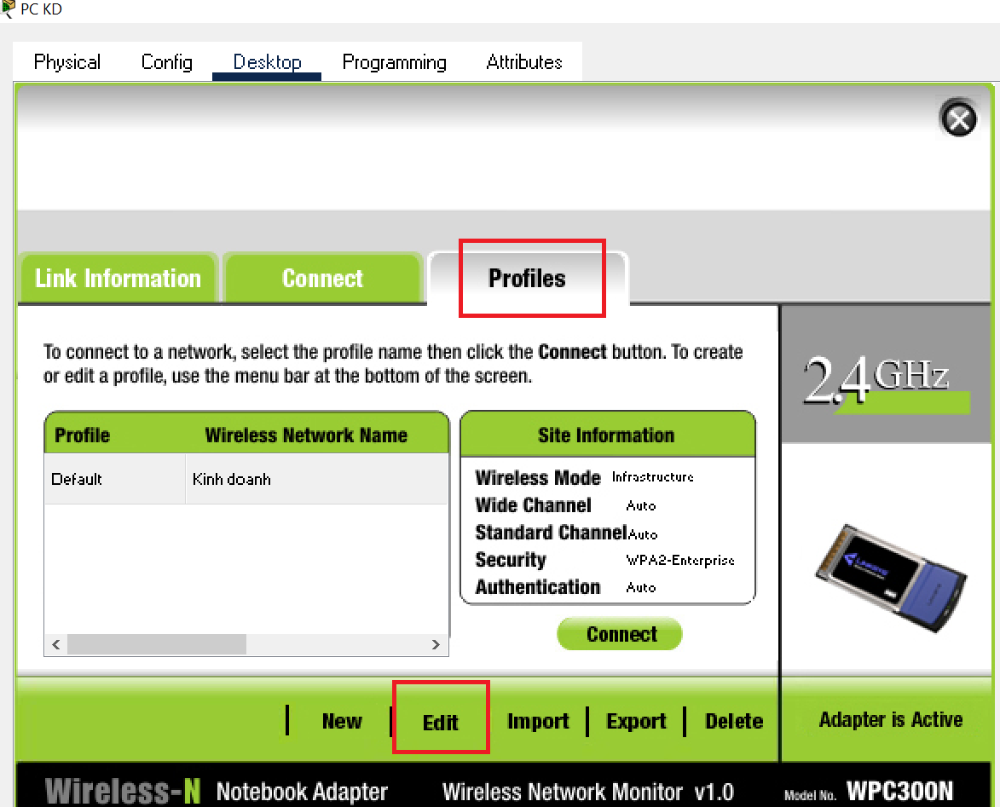 PC KD
Physical Config Desktop Programming Attributes
Link Information Connect Profiles
To connect to a network, select the profile name then click the Connect button. To create
or edit a profile, use the menu bar at the bottom of the screen.
2.4GHz
Profile Wireless Network Name
Default Kinh doanh
Site Information
Wireless Mode Infrastructure
Wide Channel Auto
Standard Channel Auto
Security WPA2-Enterprise
Authentication Auto
Connect
LINKSYS
New Edit Import Export Delete
Adapter is Active
Wireless-N Notebook Adapter Wireless Network Monitor v1.0 Model No. WPC300N